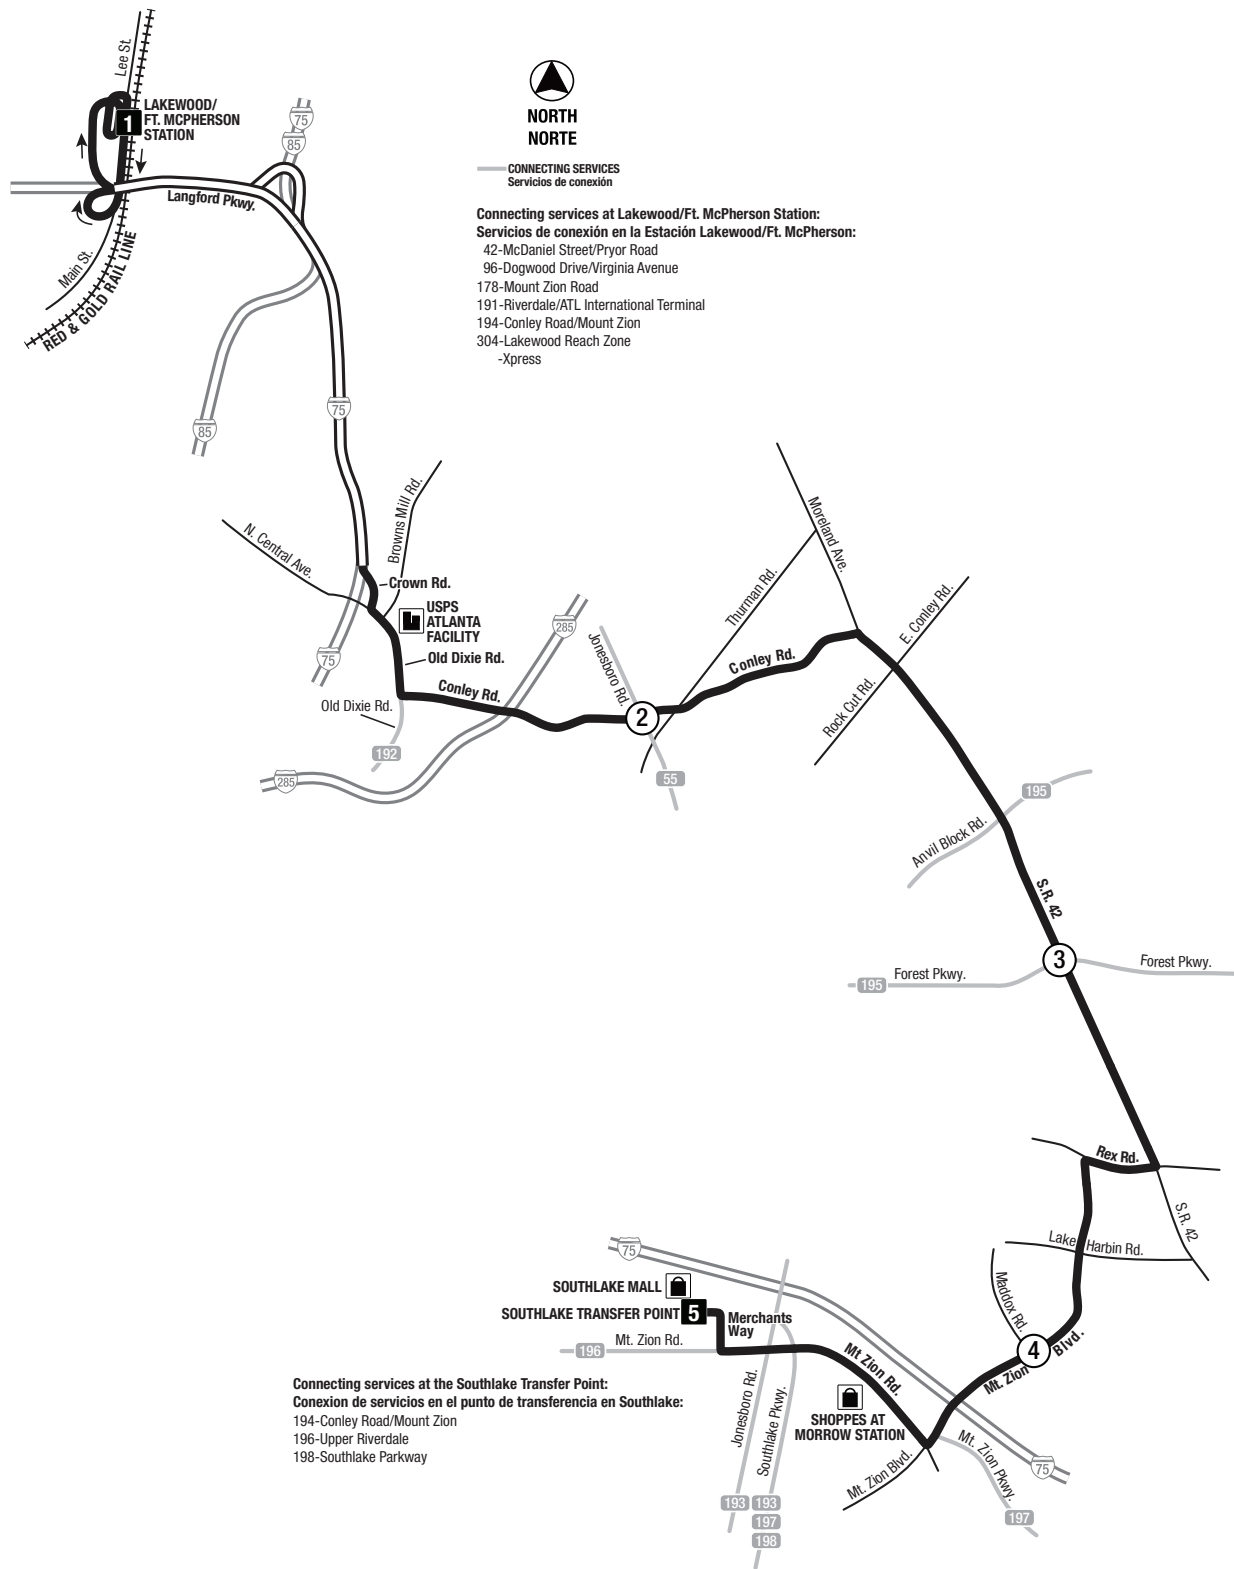 Lee St.
LAKEWOOD/
FT. MCPHERSON
STATION
1
75
85
NORTH
NORTE
CONNECTING SERVICES
Servicios de conexión
Langford Pkwy.
Main St.
RED & GOLD RAIL LINE
Connecting services at Lakewood/Ft. McPherson Station:
Servicios de conexión en la Estación Lakewood/Ft. McPherson:
42-McDaniel Street/Pryor Road
96-Dogwood Drive/Virginia Avenue
178-Mount Zion Road
191-Riverdale/ATL International Terminal
194-Conley Road/Mount Zion
304-Lakewood Reach Zone
-Xpress
75
85
N. Central Ave.
Browns Mill Rd.
Crown Rd.
USPS
ATLANTA
FACILITY
Old Dixie Rd.
75
Conley Rd.
Old Dixie Rd.
192
285
285
Jonesboro Rd.
2
55
Thurman Rd.
Moreland Ave.
Conley Rd.
E. Conley Rd.
Rock Cut Rd.
195
Anvil Block Rd.
S.R. 42
3
Forest Pkwy.
195
Forest Pkwy.
Rex Rd.
S.R. 42
Lake Harbin Rd.
Maddox Rd.
4
Mt. Zion
Blvd.
75
SOUTHLAKE MALL
SOUTHLAKE TRANSFER POINT
5
Merchants
Way
196
Mt. Zion Rd.
Mt Zion Rd.
Connecting services at the Southlake Transfer Point:
Conexion de servicios en el punto de transferencia en Southlake:
194-Conley Road/Mount Zion
196-Upper Riverdale
198-Southlake Parkway
Jonesboro Rd.
Southlake Pkwy.
SHOPPES AT
MORROW STATION
Mt. Zion Blvd.
Mt. Zion Pkwy.
75
193
193
197
198
197